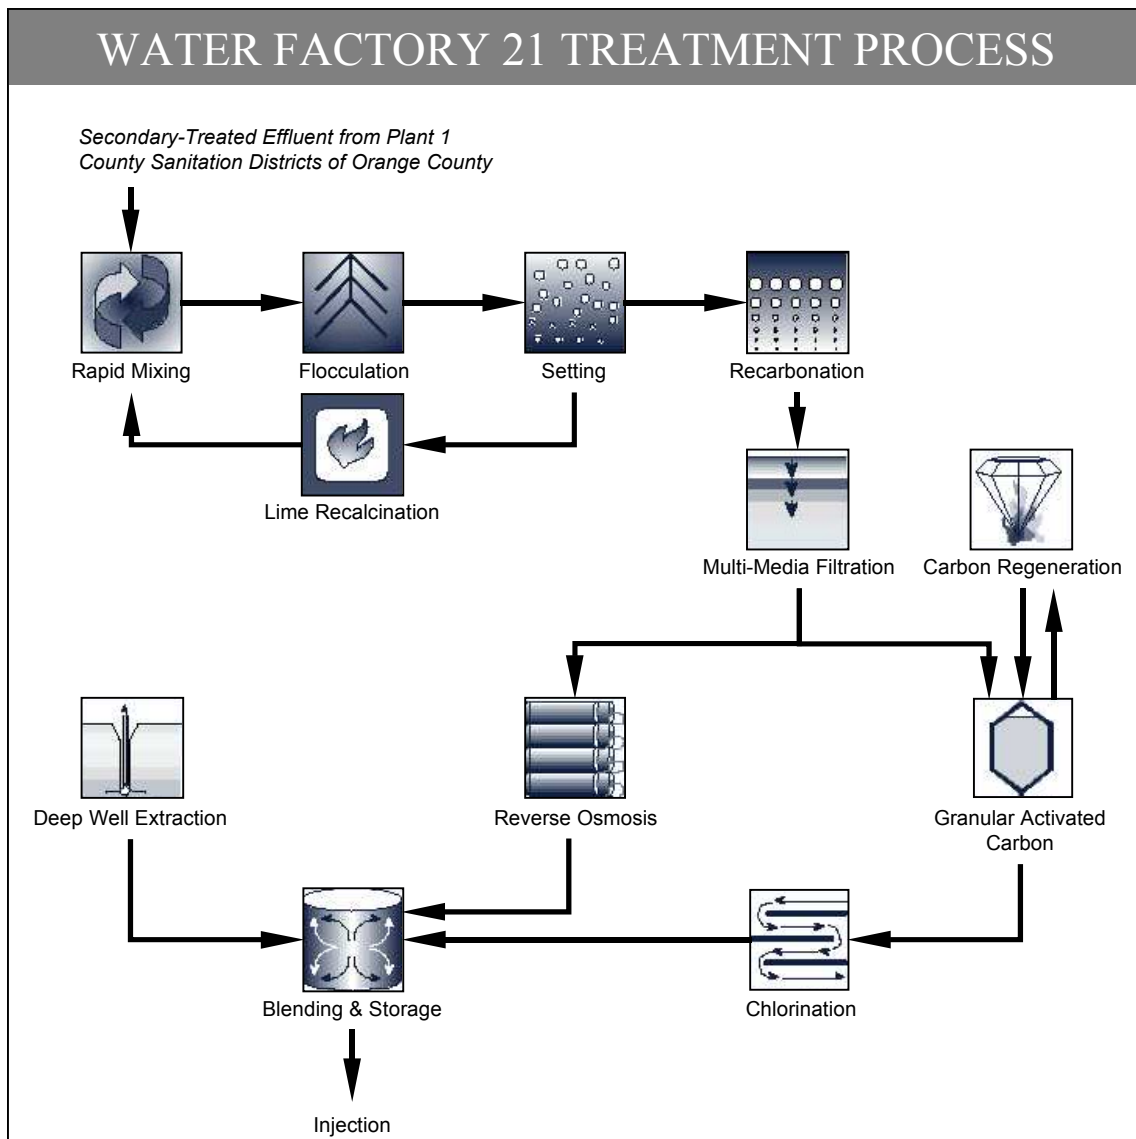 WATER FACTORY 21 TREATMENT PROCESS
Secondary-Treated Effluent from Plant 1
County Sanitation Districts of Orange County
Rapid Mixing
Flocculation
Setting
Recarbonation
Lime Recalcination
Multi-Media Filtration
Carbon Regeneration
Deep Well Extraction
Reverse Osmosis
Granular Activated
Carbon
Blending & Storage
Chlorination
Injection